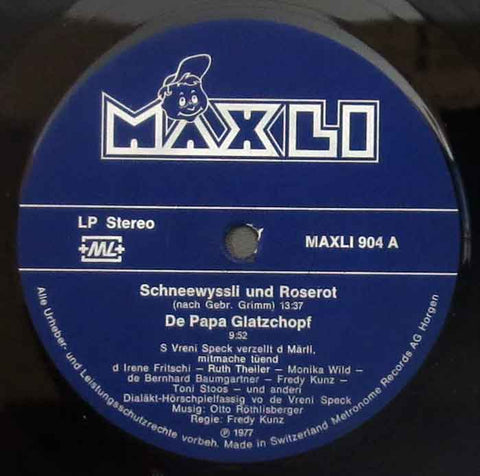 MAXLI
LP Stereo
+ML+
MAXLI 904 A
Schneewyssli und Roserot
(nach Gebr. Grimm) 13:37
De Papa Glatzchopf
9:52
S Vreni Speck verzellt d Märli,
mitmache tüend
d Irene Fritschi – Ruth Theiler – Monika Wild –
de Bernhard Baumgartner – Fredy Kunz –
Toni Stoos – und anderi
Dialäkt-Hörschpielfassig vo de Vreni Speck
Musig: Otto Röthlisberger
Regie: Fredy Kunz
℗ 1977
Alle Urheber- und Leistungsschutzrechte vorbeh. Made in Switzerland Metronome Records AG Horgen